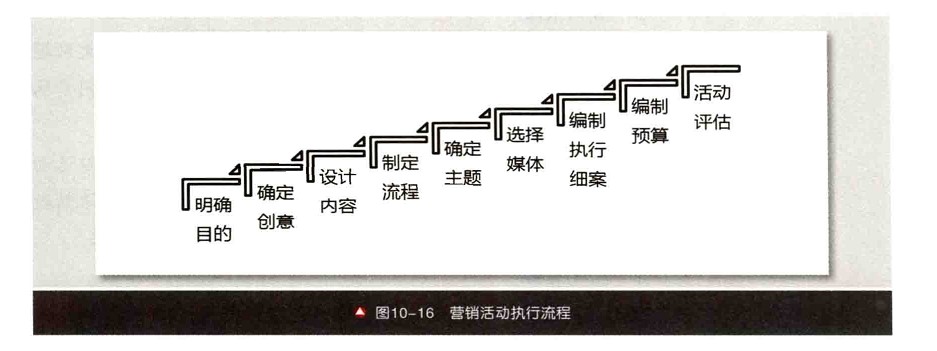 明确
目的
确定
创意
设计
内容
制定
流程
确定
主题
选择
媒体
编制
执行
细案
编制
预算
活动
评估
图10-16 营销活动执行流程